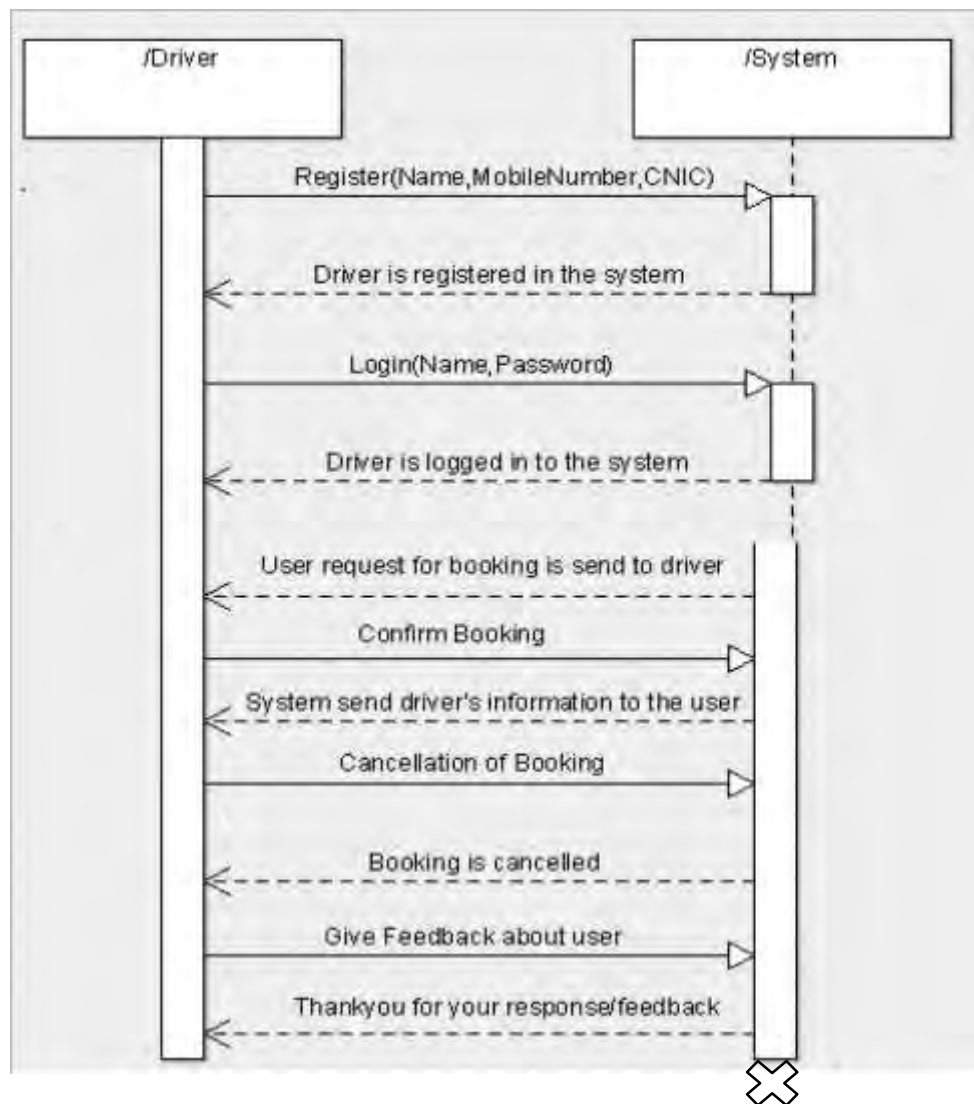 /Driver
/System
Register(Name,MobileNumber,CNIC)
Driver is registered in the system
Login(Name,Password)
Driver is logged in to the system
User request for booking is send to driver
Confirm Booking
System send driver's information to the user
Cancellation of Booking
Booking is cancelled
Give Feedback about user
Thankyou for your response/feedback